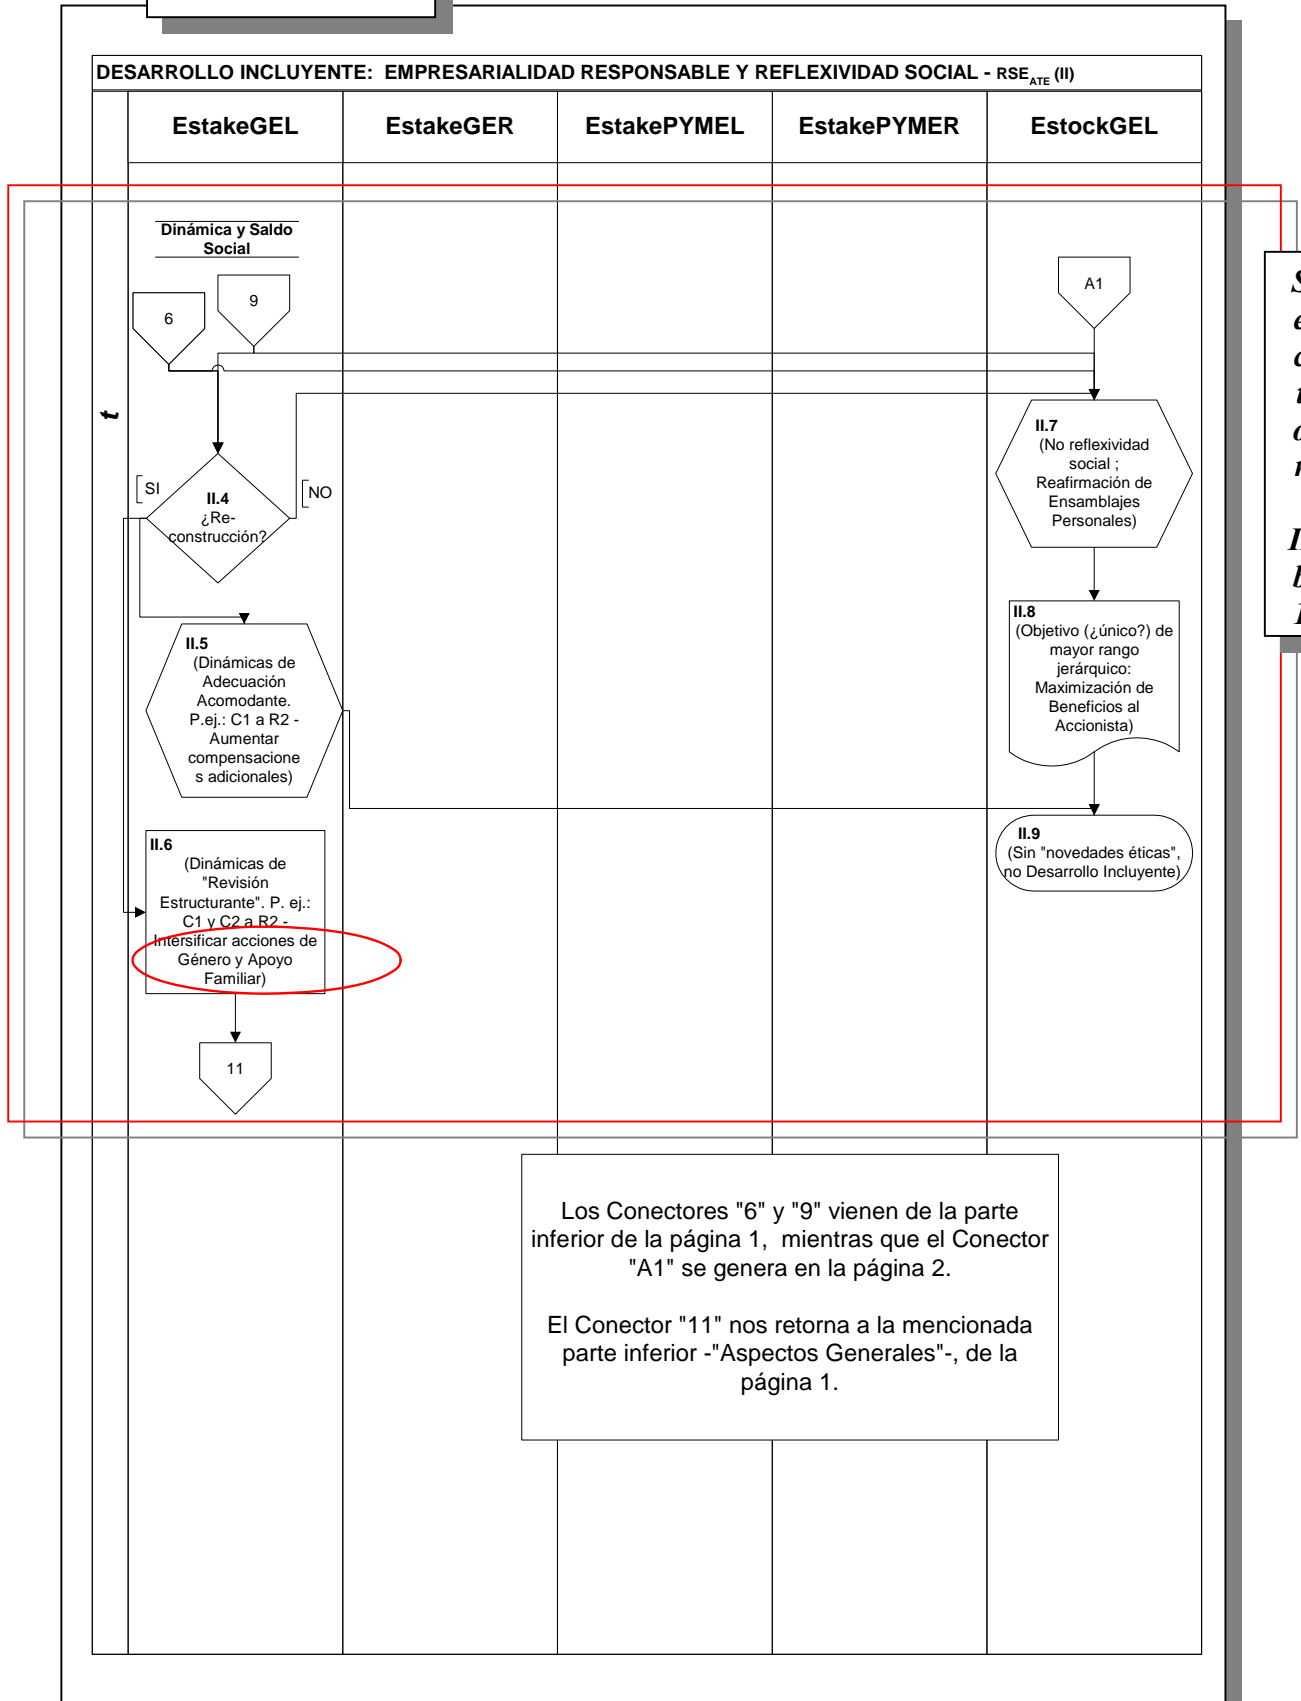 DESARROLLO INCLUYENTE: EMPRESARIALIDAD RESPONSABLE Y REFLEXIVIDAD SOCIAL - RSE ATE (II)
EstakeGEL
EstakeGER
EstakePYMEL
EstakePYMER
EstockGEL
t
Dinámica y Saldo
Social
6
9
A1
SI
II.4
¿Re-
construcción?
NO
II.7
(No reflexividad
social ;
Reafirmación de
Ensamblajes
Personales)
II.5
(Dinámicas de
Adecuación
Acomodante.
P.ej.: C1 a R2 -
Aumentar
compensacione
s adicionales)
II.8
(Objetivo (¿único?) de
mayor rango
jerárquico:
Maximización de
Beneficios al
Accionista)
II.6
(Dinámicas de
"Revisión
Estructurante". P. ej.:
C1 y C2 a R2 -
Intersificar acciones de
Género y Apoyo
Familiar)
II.9
(Sin "novedades éticas",
no Desarrollo Incluyente)
11
Los Conectores "6" y "9" vienen de la parte
inferior de la página 1, mientras que el Conector
"A1" se genera en la página 2.
El Conector "11" nos retorna a la mencionada
parte inferior -"Aspectos Generales"-, de la
página 1.